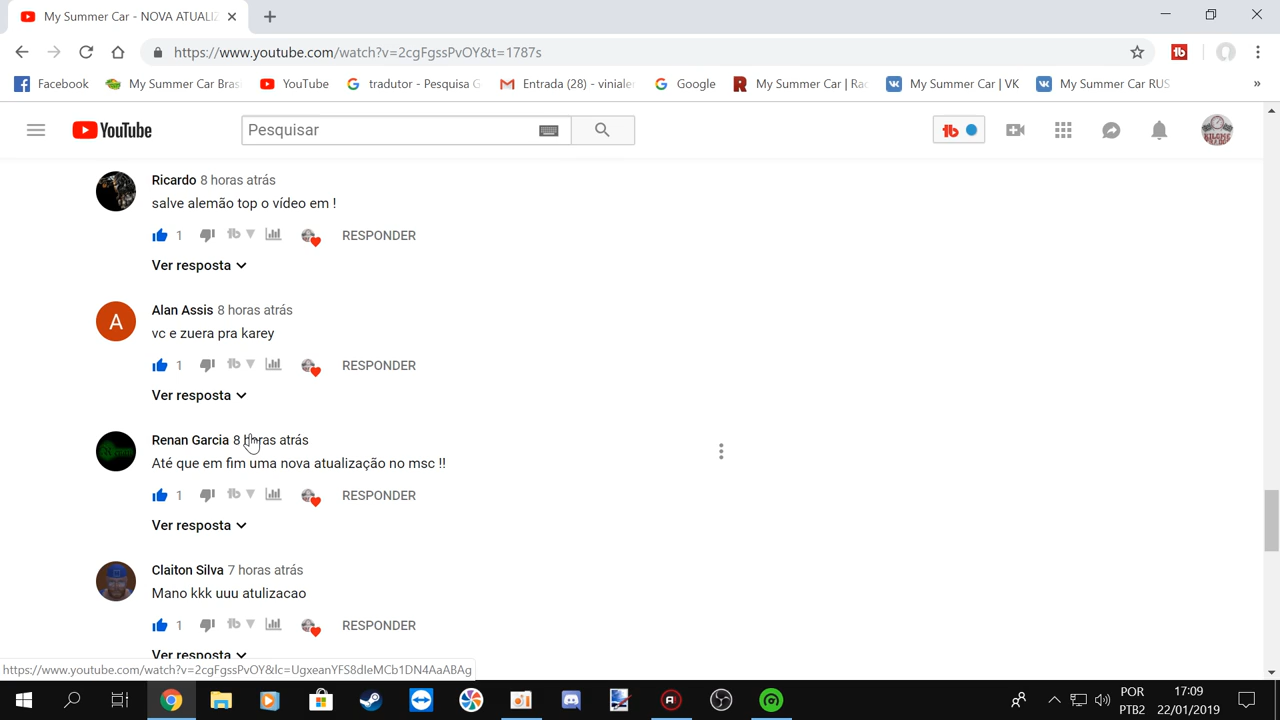 My Summer Car - NOVA ATUALIZ
https://www.youtube.com/watch?v=2cgFgssPvOY&t=1787s
Facebook My Summer Car Bras YouTube tradutor - Pesquisa G Entrada (28) - viniale Google My Summer Car | Rac My Summer Car | VK My Summer Car RUS »
YouTube Pesquisar
Ricardo 8 horas atrás
salve alemão top o vídeo em !
1 RESPONDER
Ver resposta
Alan Assis 8 horas atrás
A
vc e zuera pra karey
1 RESPONDER
Ver resposta
Renan Garcia 8 horas atrás
Até que em fim uma nova atualização no msc !!
1 RESPONDER
Ver resposta
Claiton Silva 7 horas atrás
Mano kkk uuu atulizacao
1 RESPONDER
Ver resposta
https://www.youtube.com/watch?v=2cgFgssPvOY&lc=UgxeanYFS8dIeMCb1DN4AaABAg
POR 17:09
PTB2 22/01/2019